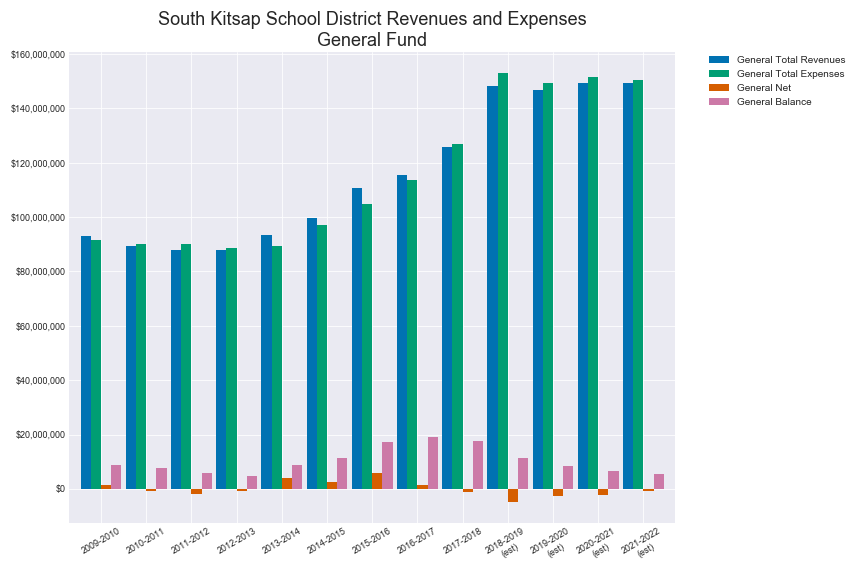 South Kitsap School District Revenues and Expenses
General Fund
General Total Revenues
General Total Expenses
General Net
General Balance
$160,000,000
$140,000,000
$120,000,000
$100,000,000
$80,000,000
$60,000,000
$40,000,000
$20,000,000
$0
2009-2010
2010-2011
2011-2012
2012-2013
2013-2014
2014-2015
2015-2016
2016-2017
2017-2018
2018-2019
(est)
2019-2020
(est)
2020-2021
(est)
2021-2022
(est)